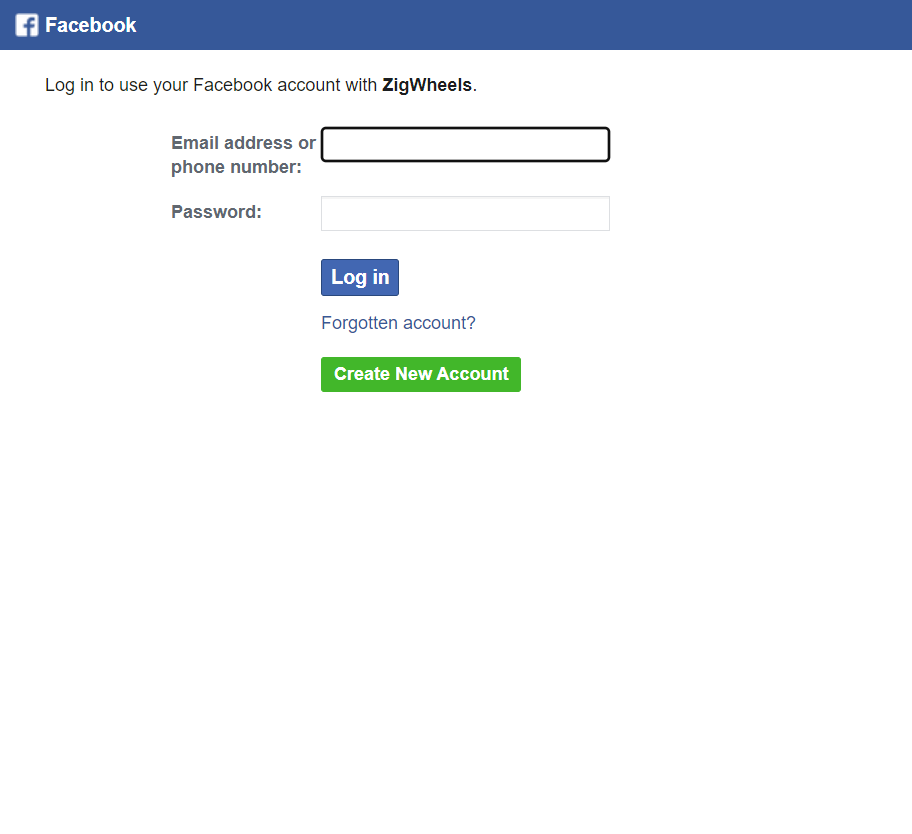 Facebook
Log in to use your Facebook account with ZigWheels.
Email address or
phone number:
Password:
Log in
Forgotten account?
Create New Account